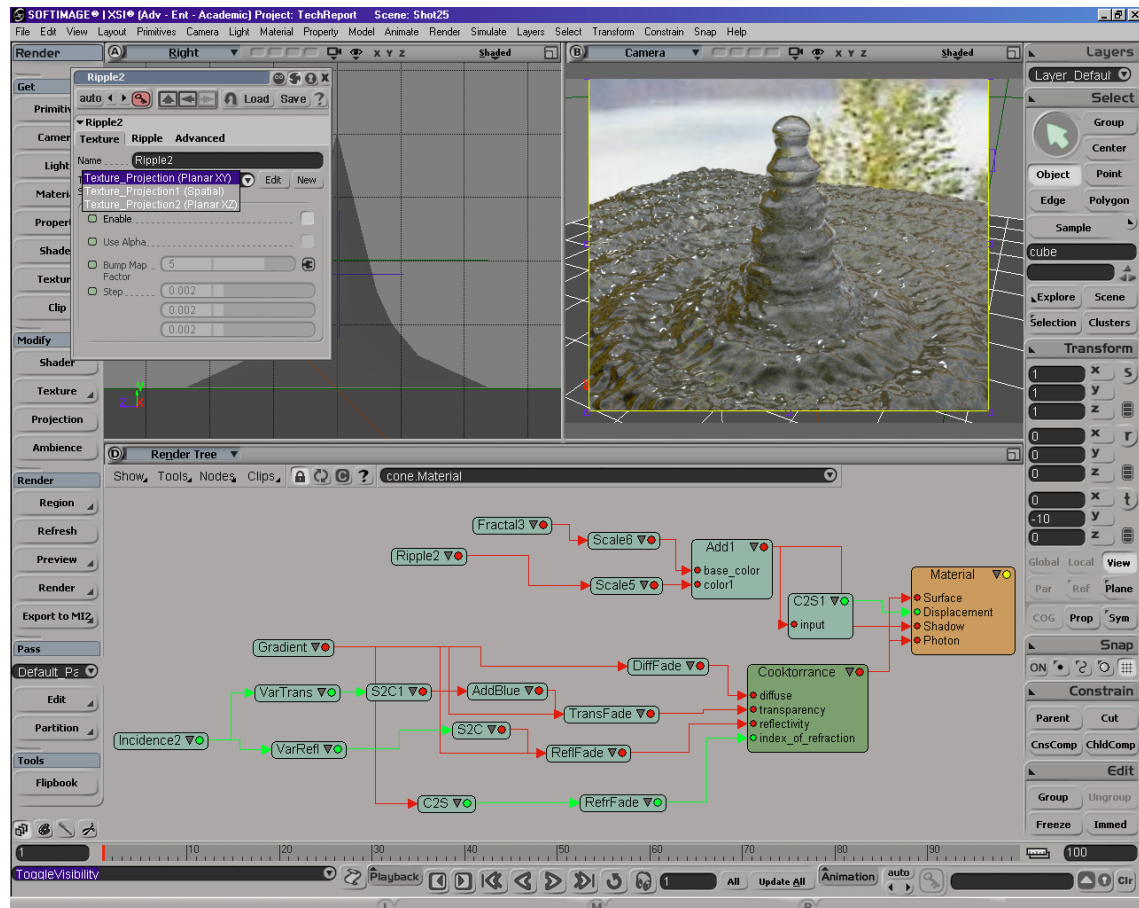 SOFTIMAGE® | XSI® (Adv - Ent - Academic) Project: TechReport Scene: Shot25
File Edit View Layout Primitives Camera Light Material Property Model Animate Render Simulate Layers Select Transform Constrain Snap Help
Render
A Right X Y Z Shaded
B Camera X Y Z Shaded
Layers
Layer_Defaul
Get
Primiti
Camer
Light
Materi
Proper
Shade
Textur
Clip
Modify
Shader
Texture
Projection
Ambience
Render
Region
Refresh
Preview
Render
Export to MI2
Pass
Default_Pa
Edit
Partition
Tools
Flipbook
Ripple2
auto Load Save ?
Ripple2
Texture Ripple Advanced
Name Ripple2
Texture_Projection (Planar XY) Edit New
Texture_Projection1 (Spatial)
Texture_Projection2 (Planar XZ)
Enable
Use Alpha
Bump Map Factor 5
Step 0.002
0.002
0.002
y
z x
D Render Tree
Show Tools Nodes Clips ? cone.Material
Fractal3
Scale6
Ripple2
Scale5
Add1
base_color
color1
C2S1
input
Material
Surface
Displacement
Shadow
Photon
Gradient
DiffFade
VarTrans
S2C1
AddBlue
TransFade
Incidence2
VarRefl
S2C
ReflFade
C2S
RefrFade
Cooktorrance
diffuse
transparency
reflectivity
index_of_refraction
Select
Group
Center
Object Point
Edge Polygon
Sample
cube
Explore Scene
Selection Clusters
Transform
1 x s
1 y
1 z
0 x r
0 y
0 z
0 x t
-10 y
0 z
Global Local View
Par Ref Plane
COG Prop Sym
Snap
ON
Constrain
Parent Cut
CnsComp ChldComp
Edit
Group Ungroup
Freeze Immed
1 10 20 30 40 50 60 70 80 90 100
ToggleVisibility
Playback 1 All Update All Animation auto Clr
L M R